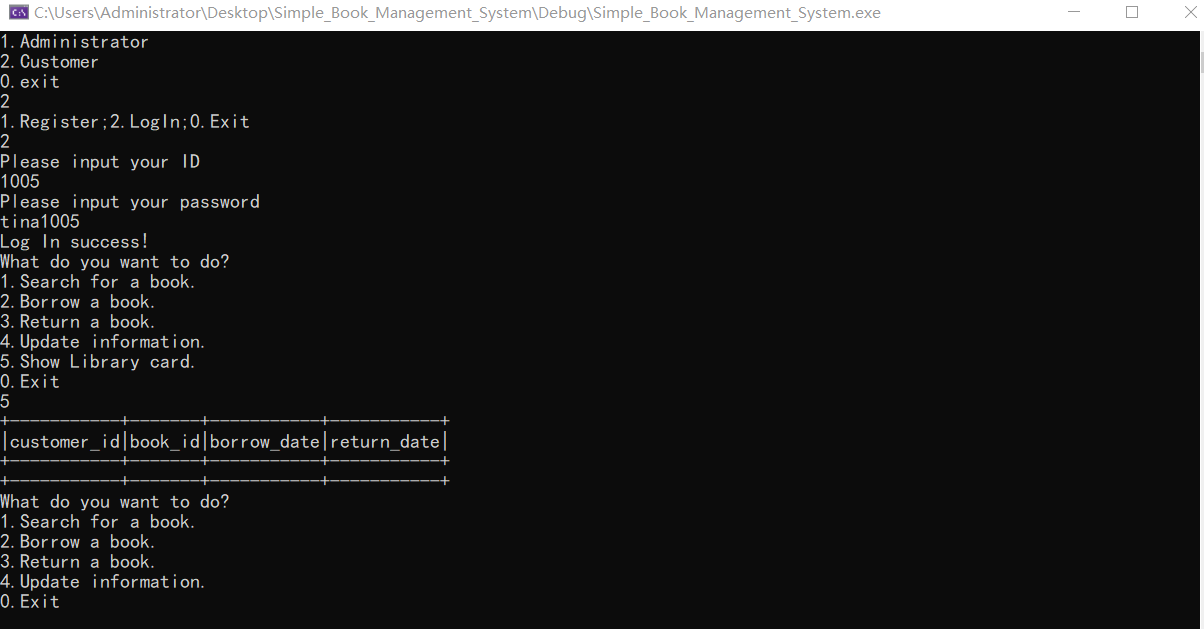 C:\Users\Administrator\Desktop\Simple_Book_Management_System\Debug\Simple_Book_Management_System.exe
1.Administrator
2.Customer
0.exit
2
1.Register;2.LogIn;0.Exit
2
Please input your ID
1005
Please input your password
tina1005
Log In success!
What do you want to do?
1.Search for a book.
2.Borrow a book.
3.Return a book.
4.Update information.
5.Show Library card.
0.Exit
5
+-----------+-------+-----------+-----------+
|customer_id|book_id|borrow_date|return_date|
+-----------+-------+-----------+-----------+
+-----------+-------+-----------+-----------+
What do you want to do?
1.Search for a book.
2.Borrow a book.
3.Return a book.
4.Update information.
0.Exit